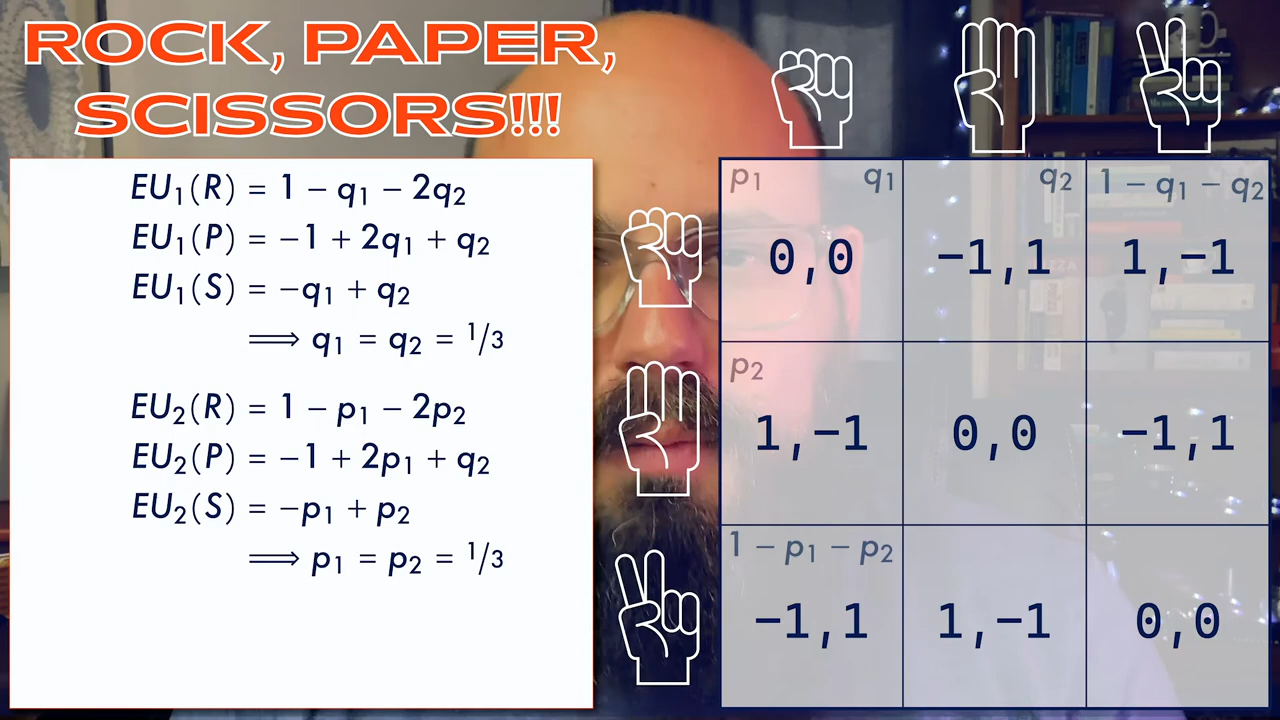 ROCK, PAPER,
SCISSORS!!!
EU₁(R) = 1 − q₁ − 2q₂
EU₁(P) = −1 + 2q₁ + q₂
EU₁(S) = −q₁ + q₂
⟹ q₁ = q₂ = 1/3
EU₂(R) = 1 − p₁ − 2p₂
EU₂(P) = −1 + 2p₁ + q₂
EU₂(S) = −p₁ + p₂
⟹ p₁ = p₂ = 1/3
p₁ q₁ q₂ 1 − q₁ − q₂
0,0 −1,1 1,−1
p₂
1,−1 0,0 −1,1
1 − p₁ − p₂
−1,1 1,−1 0,0